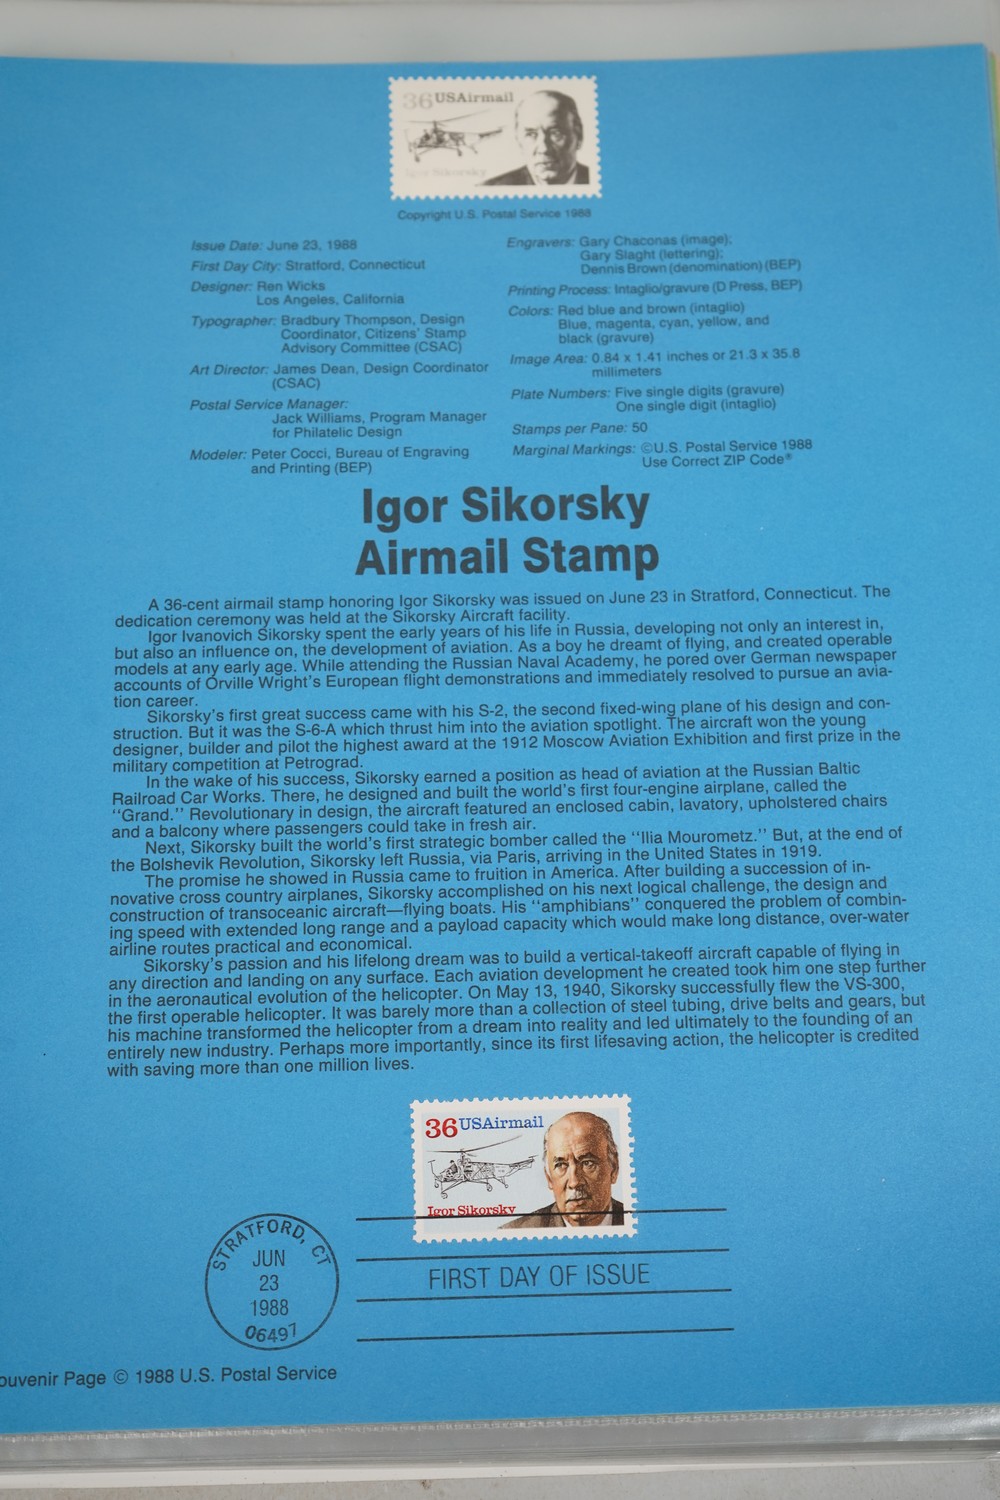 36 USAirmail
Igor Sikorsky
Copyright U.S. Postal Service 1988
Issue Date: June 23, 1988
First Day City: Stratford, Connecticut
Designer: Ren Wicks
Los Angeles, California
Typographer: Bradbury Thompson, Design
Coordinator, Citizens' Stamp
Advisory Committee (CSAC)
Art Director: James Dean, Design Coordinator
(CSAC)
Postal Service Manager:
Jack Williams, Program Manager
for Philatelic Design
Modeler: Peter Cocci, Bureau of Engraving
and Printing (BEP)
Engravers: Gary Chaconas (image);
Gary Slaght (lettering);
Dennis Brown (denomination) (BEP)
Printing Process: Intaglio/gravure (D Press, BEP)
Colors: Red blue and brown (intaglio)
Blue, magenta, cyan, yellow, and
black (gravure)
Image Area: 0.84 x 1.41 inches or 21.3 x 35.8
millimeters
Plate Numbers: Five single digits (gravure)
One single digit (intaglio)
Stamps per Pane: 50
Marginal Markings: ©U.S. Postal Service 1988
Use Correct ZIP Code®
Igor Sikorsky
Airmail Stamp
A 36-cent airmail stamp honoring Igor Sikorsky was issued on June 23 in Stratford, Connecticut. The
dedication ceremony was held at the Sikorsky Aircraft facility.
Igor Ivanovich Sikorsky spent the early years of his life in Russia, developing not only an interest in,
but also an influence on, the development of aviation. As a boy he dreamt of flying, and created operable
models at any early age. While attending the Russian Naval Academy, he pored over German newspaper
accounts of Orville Wright's European flight demonstrations and immediately resolved to pursue an avia-
tion career.
Sikorsky's first great success came with his S-2, the second fixed-wing plane of his design and con-
struction. But it was the S-6-A which thrust him into the aviation spotlight. The aircraft won the young
designer, builder and pilot the highest award at the 1912 Moscow Aviation Exhibition and first prize in the
military competition at Petrograd.
In the wake of his success, Sikorsky earned a position as head of aviation at the Russian Baltic
Railroad Car Works. There, he designed and built the world's first four-engine airplane, called the
"Grand." Revolutionary in design, the aircraft featured an enclosed cabin, lavatory, upholstered chairs
and a balcony where passengers could take in fresh air.
Next, Sikorsky built the world's first strategic bomber called the "Ilia Mourometz." But, at the end of
the Bolshevik Revolution, Sikorsky left Russia, via Paris, arriving in the United States in 1919.
The promise he showed in Russia came to fruition in America. After building a succession of in-
novative cross country airplanes, Sikorsky accomplished on his next logical challenge, the design and
construction of transoceanic aircraft—flying boats. His "amphibians" conquered the problem of combin-
ing speed with extended long range and a payload capacity which would make long distance, over-water
airline routes practical and economical.
Sikorsky's passion and his lifelong dream was to build a vertical-takeoff aircraft capable of flying in
any direction and landing on any surface. Each aviation development he created took him one step further
in the aeronautical evolution of the helicopter. On May 13, 1940, Sikorsky successfully flew the VS-300,
the first operable helicopter. It was barely more than a collection of steel tubing, drive belts and gears, but
his machine transformed the helicopter from a dream into reality and led ultimately to the founding of an
entirely new industry. Perhaps more importantly, since its first lifesaving action, the helicopter is credited
with saving more than one million lives.
36 USAirmail
Igor Sikorsky
STRATFORD, CT
JUN
23
1988
06497
FIRST DAY OF ISSUE
ouvenir Page © 1988 U.S. Postal Service